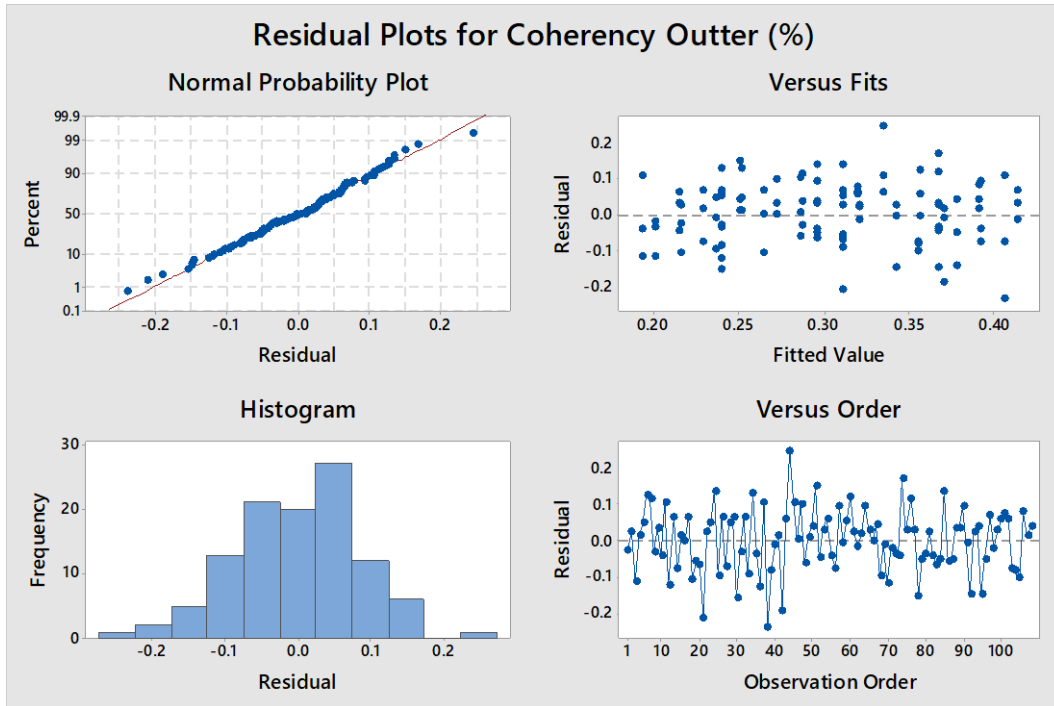 Residual Plots for Coherency Outter (%)
Normal Probability Plot
99.9
99
90
50
10
1
0.1
Percent
-0.2 -0.1 0.0 0.1 0.2
Residual
Versus Fits
0.2
0.1
0.0
-0.1
-0.2
Residual
0.20 0.25 0.30 0.35 0.40
Fitted Value
Histogram
30
20
10
0
Frequency
-0.2 -0.1 0.0 0.1 0.2
Residual
Versus Order
0.2
0.1
0.0
-0.1
-0.2
Residual
1 10 20 30 40 50 60 70 80 90 100
Observation Order